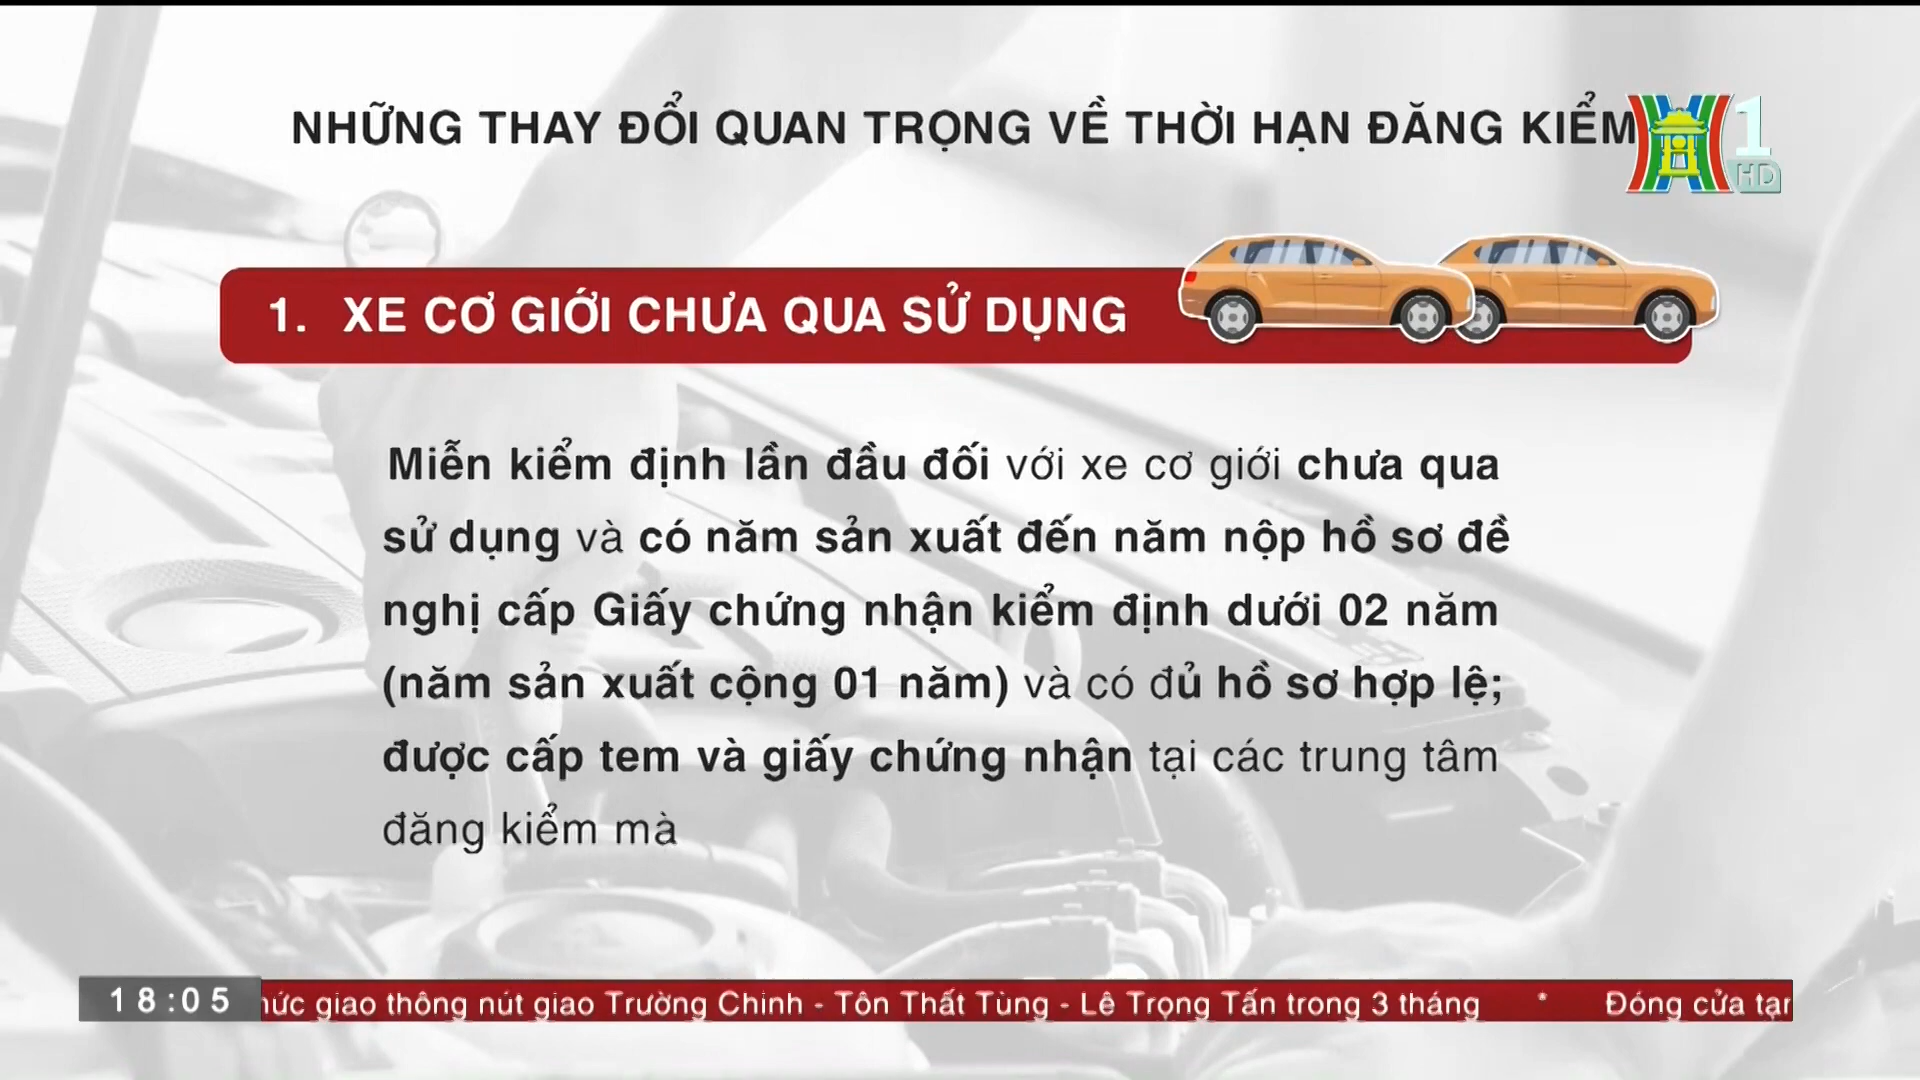 NHỮNG THAY ĐỔI QUAN TRỌNG VỀ THỜI HẠN ĐĂNG KIỂM
1
HD
1. XE CƠ GIỚI CHƯA QUA SỬ DỤNG
Miễn kiểm định lần đầu đối với xe cơ giới chưa qua
sử dụng và có năm sản xuất đến năm nộp hồ sơ đề
nghị cấp Giấy chứng nhận kiểm định dưới 02 năm
(năm sản xuất cộng 01 năm) và có đủ hồ sơ hợp lệ;
được cấp tem và giấy chứng nhận tại các trung tâm
đăng kiểm mà
18:05 giao thông nút giao Trường Chinh - Tôn Thất Tùng - Lê Trọng Tấn trong 3 tháng * Đóng cửa